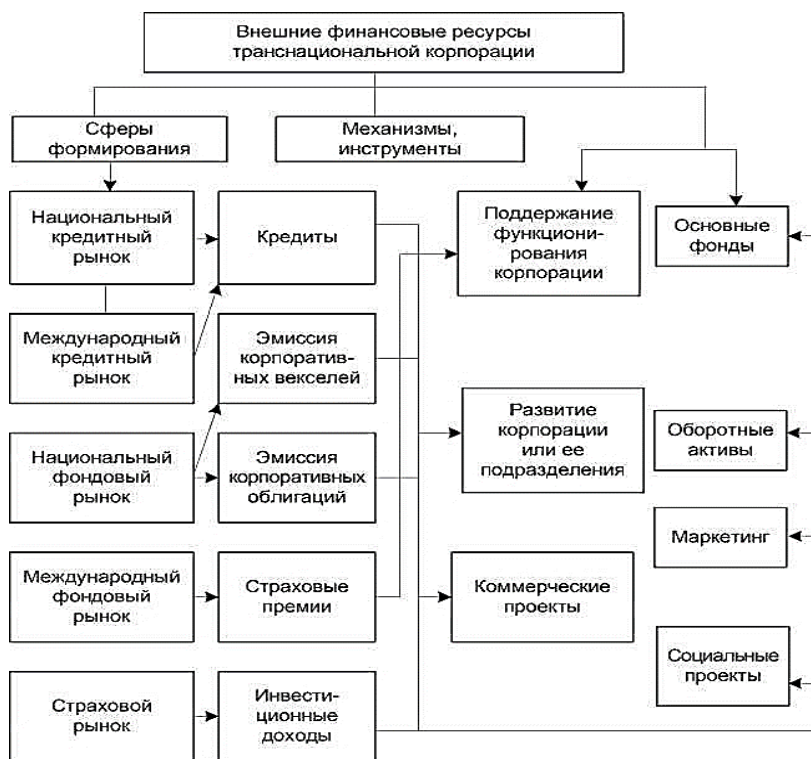 Внешние финансовые ресурсы
транснациональной корпорации
Сферы
формирования
Механизмы,
инструменты
Национальный
кредитный
рынок
Кредиты
Поддержание
функциони-
рования
корпорации
Основные
фонды
Международный
кредитный
рынок
Эмиссия
корпоратив-
ных векселей
Национальный
фондовый
рынок
Эмиссия
корпоративных
облигаций
Развитие
корпорации
или ее
подразделения
Оборотные
активы
Маркетинг
Международный
фондовый
рынок
Страховые
премии
Коммерческие
проекты
Социальные
проекты
Страховой
рынок
Инвести-
ционные
доходы